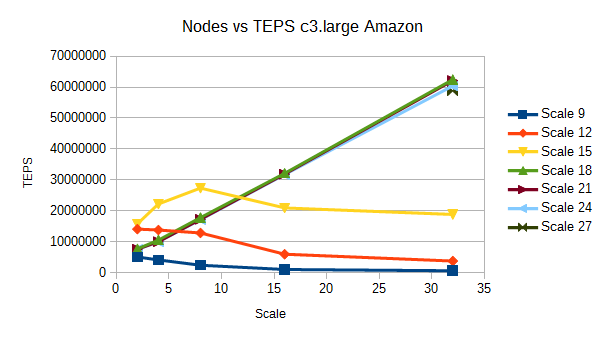 Nodes vs TEPS c3.large Amazon
70000000
60000000
50000000
40000000
30000000
20000000
10000000
0
TEPS
0 5 10 15 20 25 30 35
Scale
Scale 9
Scale 12
Scale 15
Scale 18
Scale 21
Scale 24
Scale 27